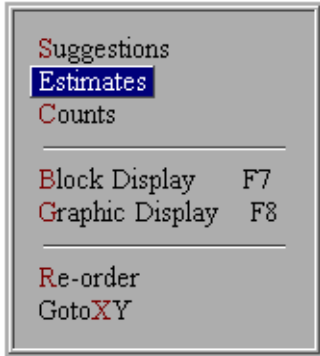 Suggestions
Estimates
Counts
Block Display F7
Graphic Display F8
Re-order
GotoXY